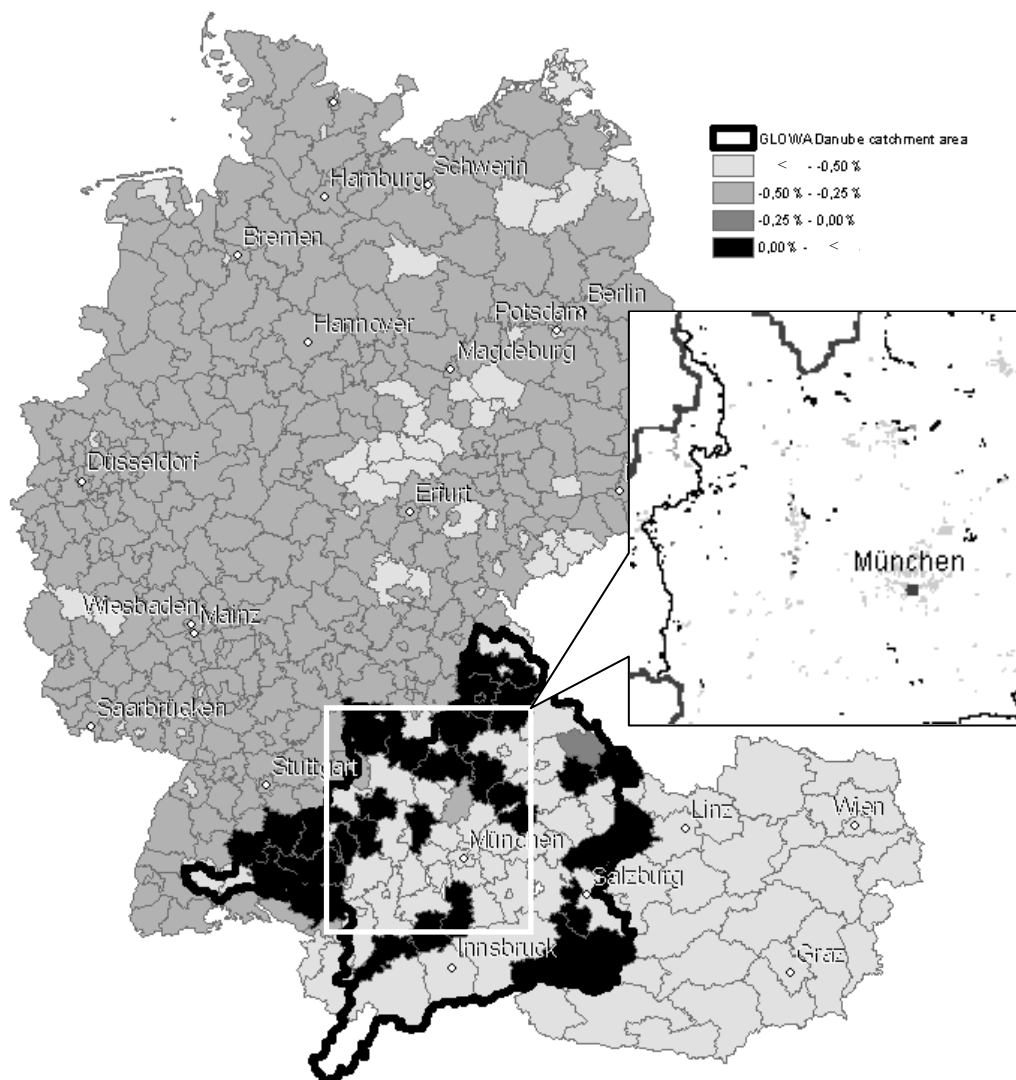 GLOWA Danube catchment area
< - -0,50 %
-0,50 % - -0,25 %
-0,25 % - 0,00 %
0,00 % - <
Schwerin
Hamburg
Bremen
Berlin
Potsdam
Hannover
Magdeburg
Düsseldorf
Erfurt
München
Wiesbaden
Mainz
Saarbrücken
Stuttgart
Linz
Wien
München
Salzburg
Innsbruck
Graz